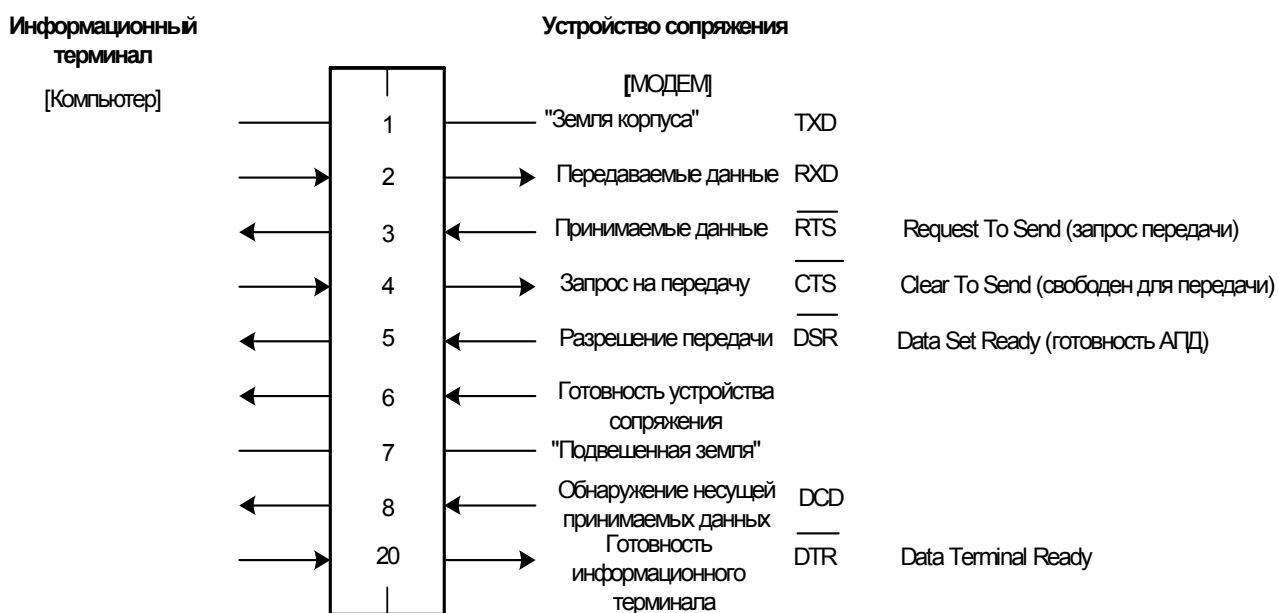 Информационный
терминал
[Компьютер]
Устройство сопряжения
[МОДЕМ]
1 "Земля корпуса" TXD
2 Передаваемые данные RXD
3 Принимаемые данные RTS Request To Send (запрос передачи)
4 Запрос на передачу CTS Clear To Send (свободен для передачи)
5 Разрешение передачи DSR Data Set Ready (готовность АПД)
6 Готовность устройства
сопряжения
7 "Подвешенная земля"
8 Обнаружение несущей DCD
принимаемых данных
20 Готовность DTR Data Terminal Ready
информационного
терминала